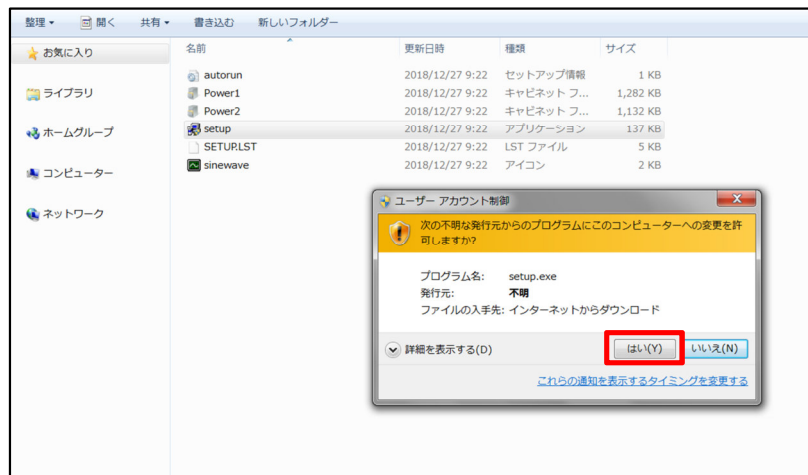 整理 開く 共有 書き込む 新しいフォルダー
お気に入り
ライブラリ
ホームグループ
コンピューター
ネットワーク
名前 更新日時 種類 サイズ
autorun 2018/12/27 9:22 セットアップ情報 1 KB
Power1 2018/12/27 9:22 キャビネット フ... 1,282 KB
Power2 2018/12/27 9:22 キャビネット フ... 1,132 KB
setup 2018/12/27 9:22 アプリケーション 137 KB
SETUP.LST 2018/12/27 9:22 LST ファイル 5 KB
sinewave 2018/12/27 9:22 アイコン 2 KB
ユーザー アカウント制御
次の不明な発行元からのプログラムにこのコンピューターへの変更を許
可しますか?
プログラム名: setup.exe
発行元: 不明
ファイルの入手先: インターネットからダウンロード
詳細を表示する(D) はい(Y) いいえ(N)
これらの通知を表示するタイミングを変更する